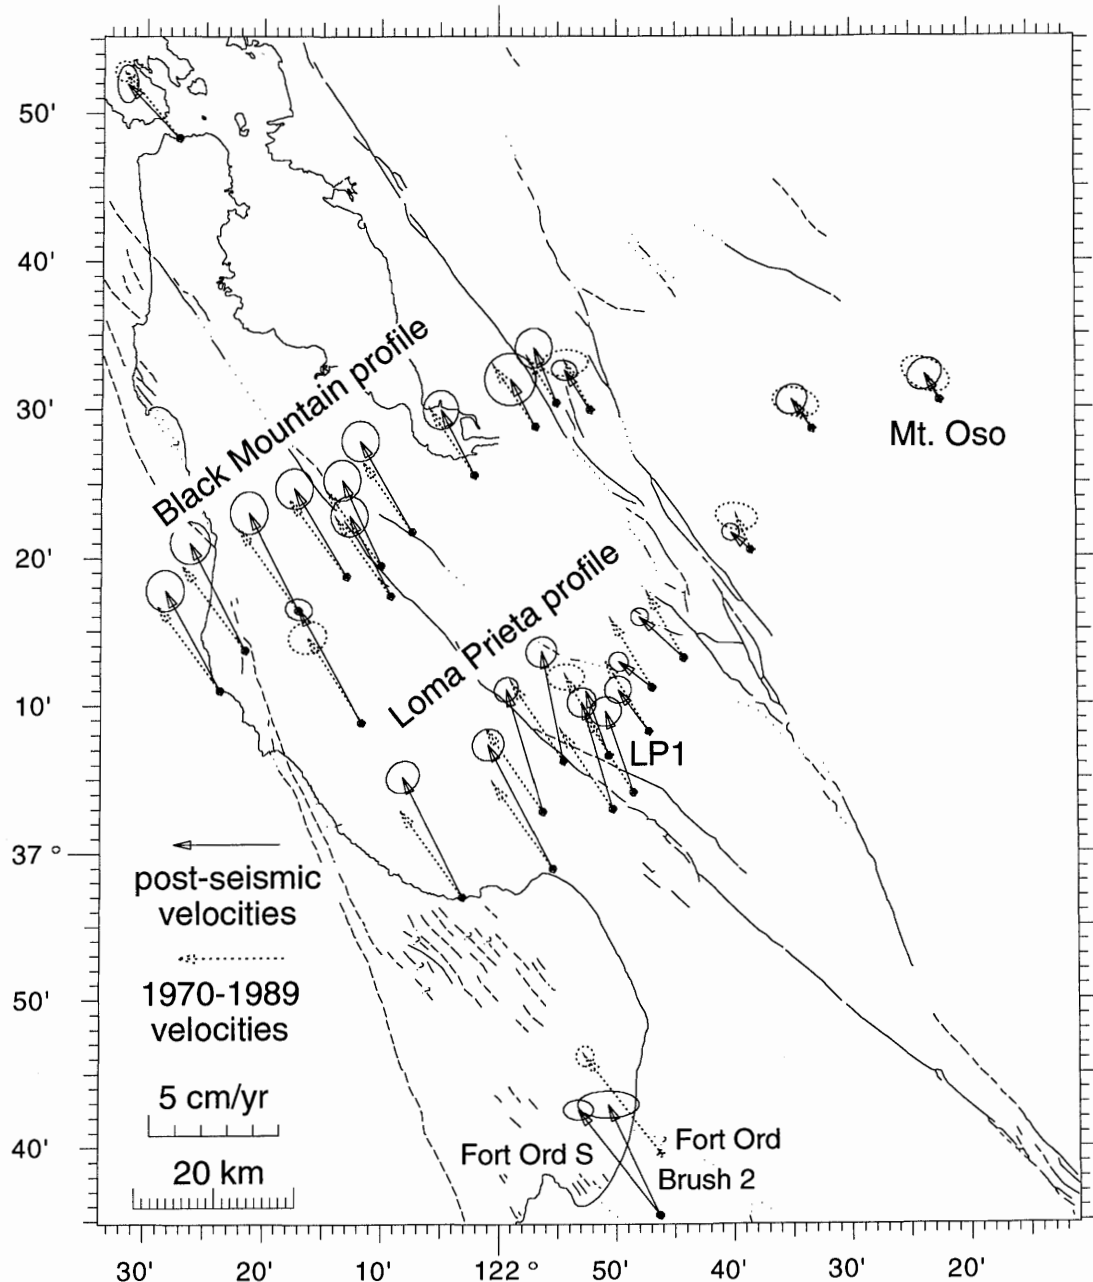 50'
40'
30'
20'
10'
37 °
50'
40'
Black Mountain profile
Mt. Oso
Loma Prieta profile
LP1
post-seismic
velocities
1970-1989
velocities
5 cm/yr
20 km
Fort Ord S
Fort Ord
Brush 2
30'
20'
10'
122 °
50'
40'
30'
20'